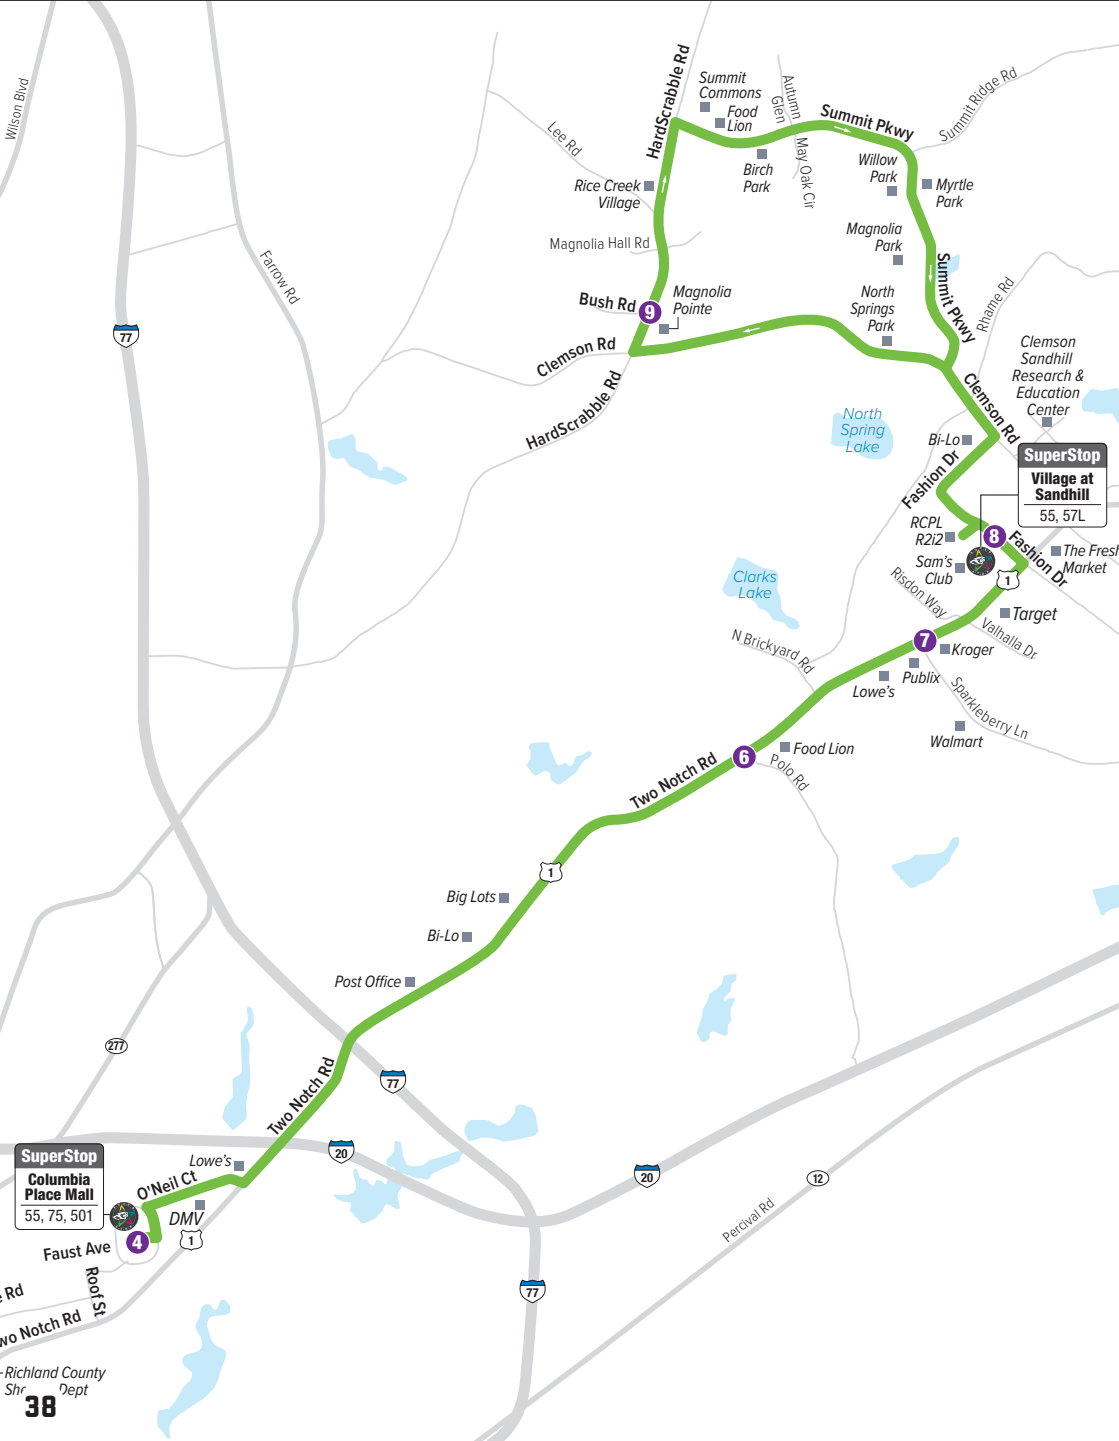 Wilson Blvd
77
Farrow Rd
Lee Rd
HardScrabble Rd
Summit
Commons
Food
Lion
Autumn
Glen
Summit Pkwy
Summit Ridge Rd
Rice Creek
Village
Birch
Park
May Oak Cir
Willow
Park
Myrtle
Park
Magnolia Hall Rd
Magnolia
Park
Summit Pkwy
Bush Rd
9
Magnolia
Pointe
North
Springs
Park
Rhame Rd
Clemson Rd
HardScrabble Rd
Clemson
Sandhill
Research &
Education
Center
Clemson Rd
North
Spring
Lake
Bi-Lo
Fashion Dr
SuperStop
Village at
Sandhill
55, 57L
RCPL
R2i2
8
Fashion Dr
The Fresh
Market
Sam's
Club
1
Clarks
Lake
Risdon Way
Target
Valhalla Dr
7
Kroger
N Brickyard Rd
Publix
Lowe's
Sparkleberry Ln
Walmart
6
Food Lion
Polo Rd
Two Notch Rd
1
Big Lots
Bi-Lo
Post Office
277
Two Notch Rd
77
20
20
12
Percival Rd
77
SuperStop
Columbia
Place Mall
55, 75, 501
Lowe's
O'Neil Ct
DMV
1
4
Faust Ave
Roof St
e Rd
wo Notch Rd
-Richland County
She Dept
38